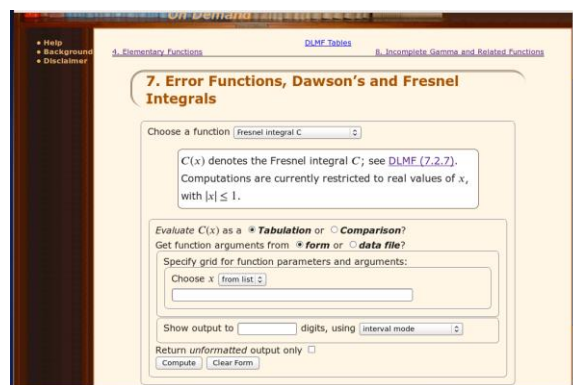 On Demand
• Help
• Background
• Disclaimer
DLMF Tables
4. Elementary Functions
8. Incomplete Gamma and Related Functions
7. Error Functions, Dawson's and Fresnel
Integrals
Choose a function Fresnel integral C
C(x) denotes the Fresnel integral C; see DLMF (7.2.7).
Computations are currently restricted to real values of x,
with |x| ≤ 1.
Evaluate C(x) as a Tabulation or Comparison?
Get function arguments from form or data file?
Specify grid for function parameters and arguments:
Choose x from list
Show output to digits, using interval mode
Return unformatted output only
Compute Clear Form